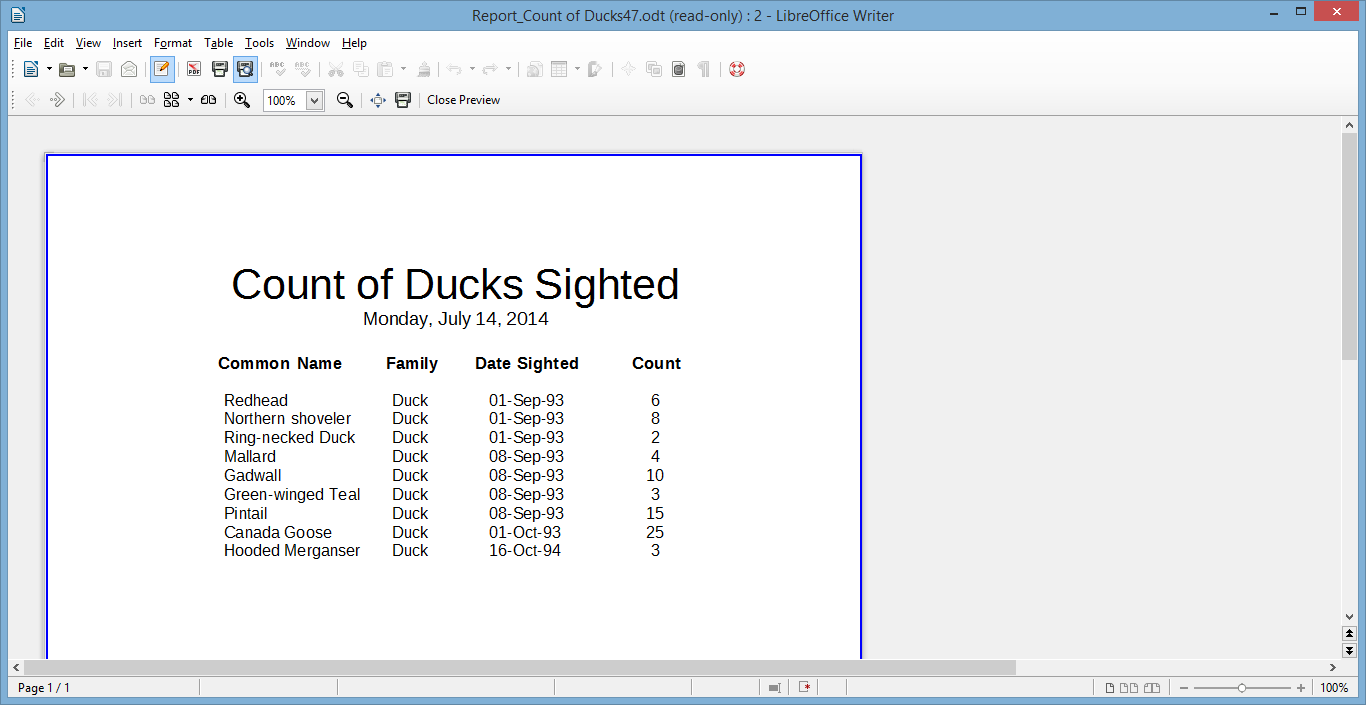 Report_Count of Ducks47.odt (read-only) : 2 - LibreOffice Writer
File Edit View Insert Format Table Tools Window Help
PDF ABC ABC
100% Close Preview
Count of Ducks Sighted
Monday, July 14, 2014
Common Name Family Date Sighted Count
Redhead Duck 01-Sep-93 6
Northern shoveler Duck 01-Sep-93 8
Ring-necked Duck Duck 01-Sep-93 2
Mallard Duck 08-Sep-93 4
Gadwall Duck 08-Sep-93 10
Green-winged Teal Duck 08-Sep-93 3
Pintail Duck 08-Sep-93 15
Canada Goose Duck 01-Oct-93 25
Hooded Merganser Duck 16-Oct-94 3
Page 1 / 1 100%